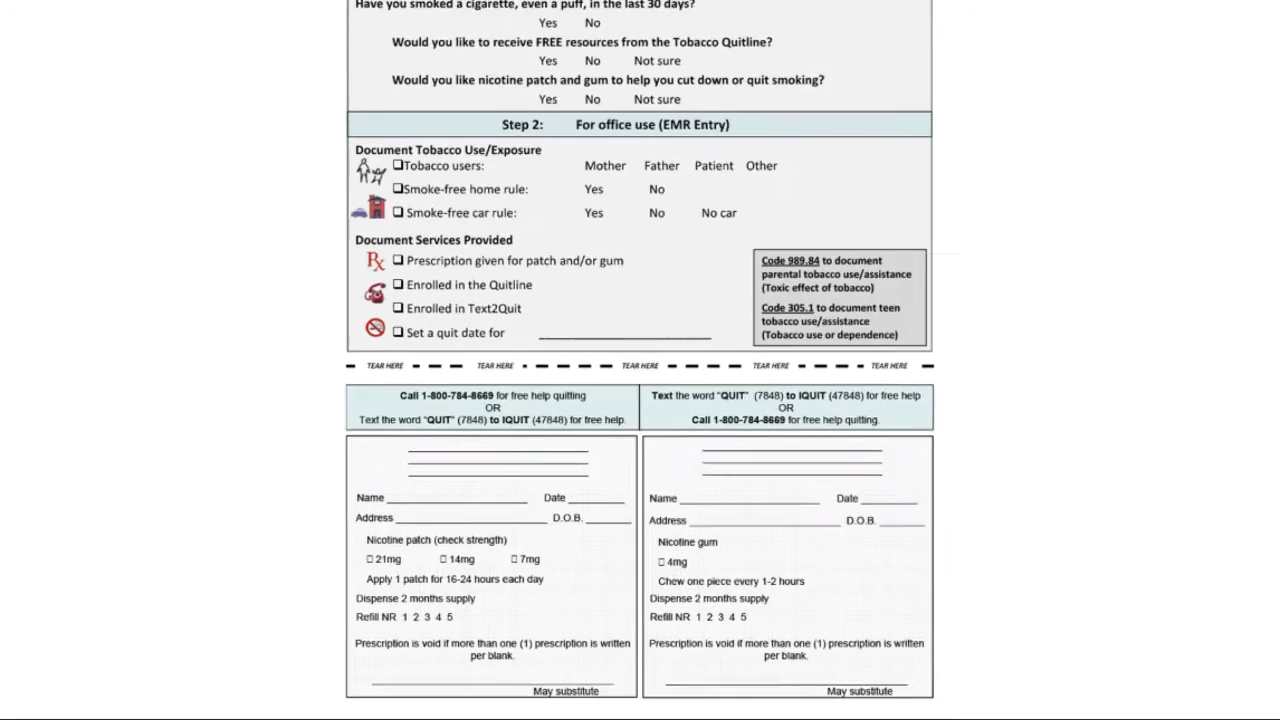 Have you smoked a cigarette, even a puff, in the last 30 days?
Yes No
Would you like to receive FREE resources from the Tobacco Quitline?
Yes No Not sure
Would you like nicotine patch and gum to help you cut down or quit smoking?
Yes No Not sure
Step 2: For office use (EMR Entry)
Document Tobacco Use/Exposure
☐Tobacco users: Mother Father Patient Other
☐Smoke-free home rule: Yes No
☐ Smoke-free car rule: Yes No No car
Document Services Provided
Rx ☐ Prescription given for patch and/or gum
☐ Enrolled in the Quitline
☐ Enrolled in Text2Quit
☐ Set a quit date for ____________________
Code 989.84 to document
parental tobacco use/assistance
(Toxic effect of tobacco)
Code 305.1 to document teen
tobacco use/assistance
(Tobacco use or dependence)
TEAR HERE TEAR HERE TEAR HERE TEAR HERE TEAR HERE
Call 1-800-784-8669 for free help quitting
OR
Text the word "QUIT" (7848) to IQUIT (47848) for free help.
Text the word "QUIT" (7848) to IQUIT (47848) for free help
OR
Call 1-800-784-8669 for free help quitting.
Name ____________________ Date ________
Address ____________________ D.O.B. ________
Nicotine patch (check strength)
☐ 21mg ☐ 14mg ☐ 7mg
Apply 1 patch for 16-24 hours each day
Dispense 2 months supply
Refill NR 1 2 3 4 5
Prescription is void if more than one (1) prescription is written
per blank.
May substitute
Name ____________________ Date ________
Address ____________________ D.O.B. ________
Nicotine gum
☐ 4mg
Chew one piece every 1-2 hours
Dispense 2 months supply
Refill NR 1 2 3 4 5
Prescription is void if more than one (1) prescription is written
per blank.
May substitute